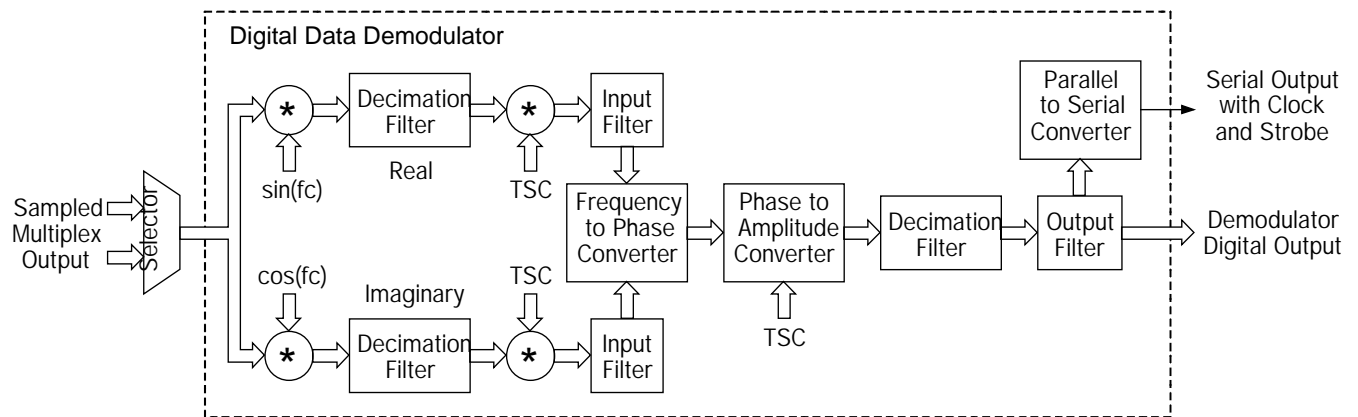 Digital Data Demodulator
Sampled
Multiplex
Output
Selector
*
sin(fc)
Decimation
Filter
Real
*
TSC
Input
Filter
cos(fc)
*
Imaginary
Decimation
Filter
TSC
*
Input
Filter
Frequency
to Phase
Converter
Phase to
Amplitude
Converter
TSC
Decimation
Filter
Output
Filter
Parallel
to Serial
Converter
Serial Output
with Clock
and Strobe
Demodulator
Digital Output